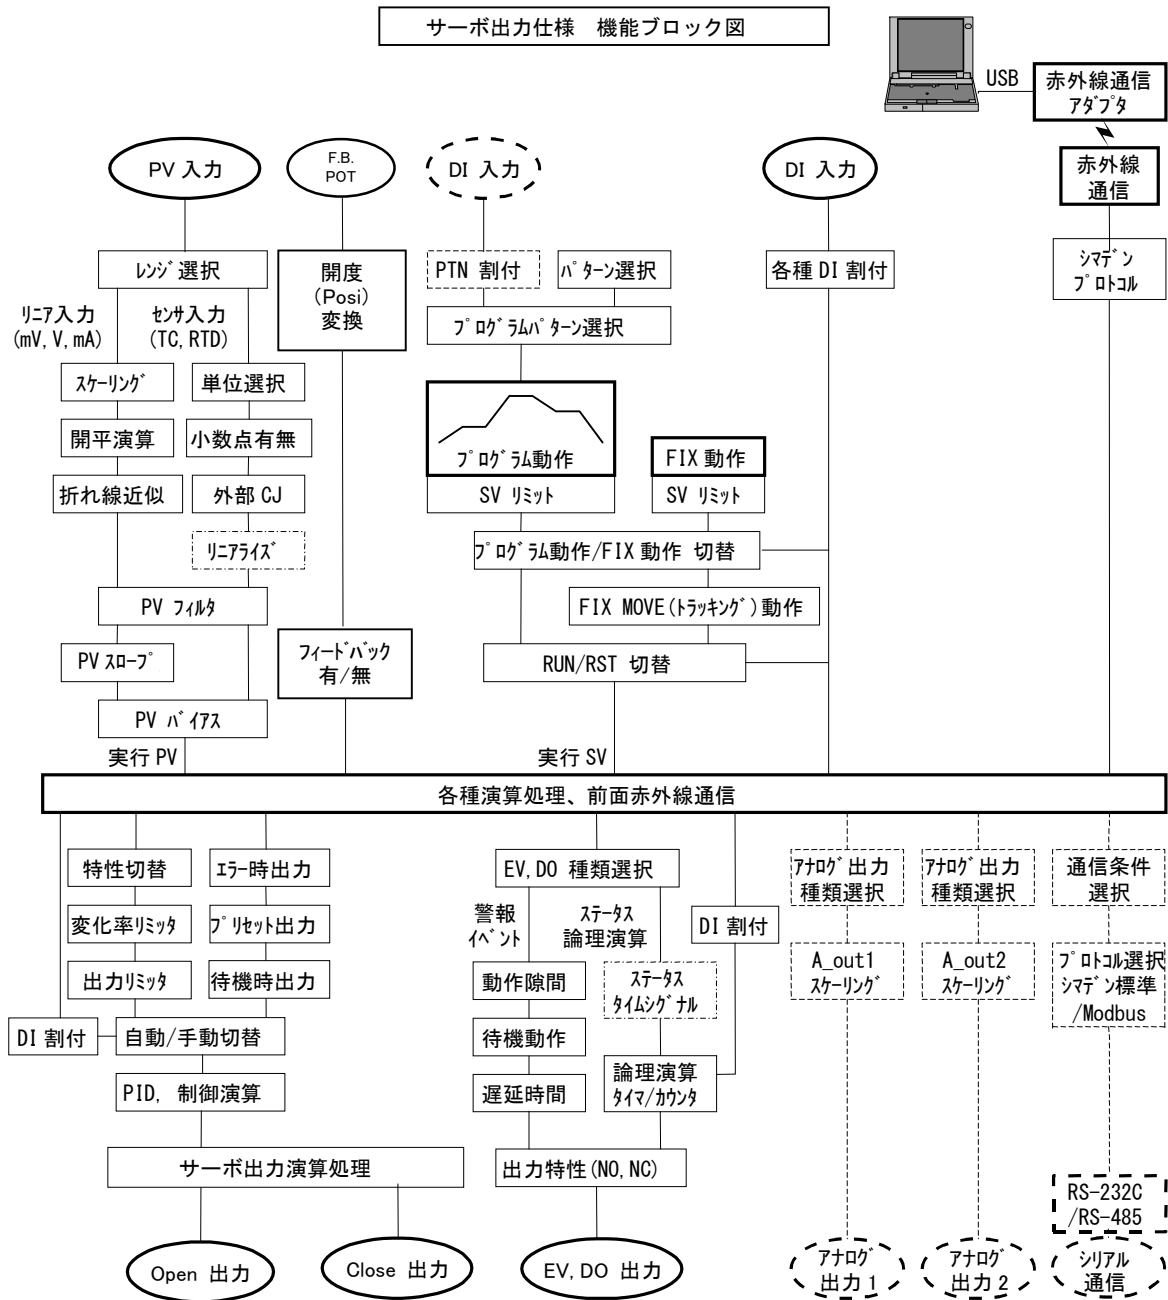 サーボ出力仕様　機能ブロック図
USB
赤外線通信
アダプタ
赤外線
通信
シマデン
プロトコル
PV 入力
F.B.
POT
DI 入力
DI 入力
レンジ選択
リニア入力
(mV, V, mA)
センサ入力
(TC, RTD)
スケーリング
単位選択
開平演算
小数点有無
折れ線近似
外部 CJ
リニアライズ
PV フィルタ
PV スロープ
PV バイアス
実行 PV
開度
(Posi)
変換
フィードバック
有/無
PTN 割付
パターン選択
プログラムパターン選択
プログラム動作
SV リミット
FIX 動作
SV リミット
プログラム動作/FIX 動作 切替
FIX MOVE(トラッキング)動作
RUN/RST 切替
実行 SV
各種 DI 割付
各種演算処理、前面赤外線通信
特性切替
エラー時出力
変化率リミッタ
プリセット出力
出力リミッタ
待機時出力
DI 割付
自動/手動切替
PID, 制御演算
サーボ出力演算処理
Open 出力
Close 出力
EV, DO 種類選択
警報
イベント
ステータス
論理演算
DI 割付
動作隙間
ステータス
タイムシグナル
待機動作
論理演算
タイマ/カウンタ
遅延時間
出力特性(NO, NC)
EV, DO 出力
アナログ出力
種類選択
A_out1
スケーリング
アナログ
出力 1
アナログ出力
種類選択
A_out2
スケーリング
アナログ
出力 2
通信条件
選択
プロトコル選択
シマデン標準
/Modbus
RS-232C
/RS-485
シリアル
通信